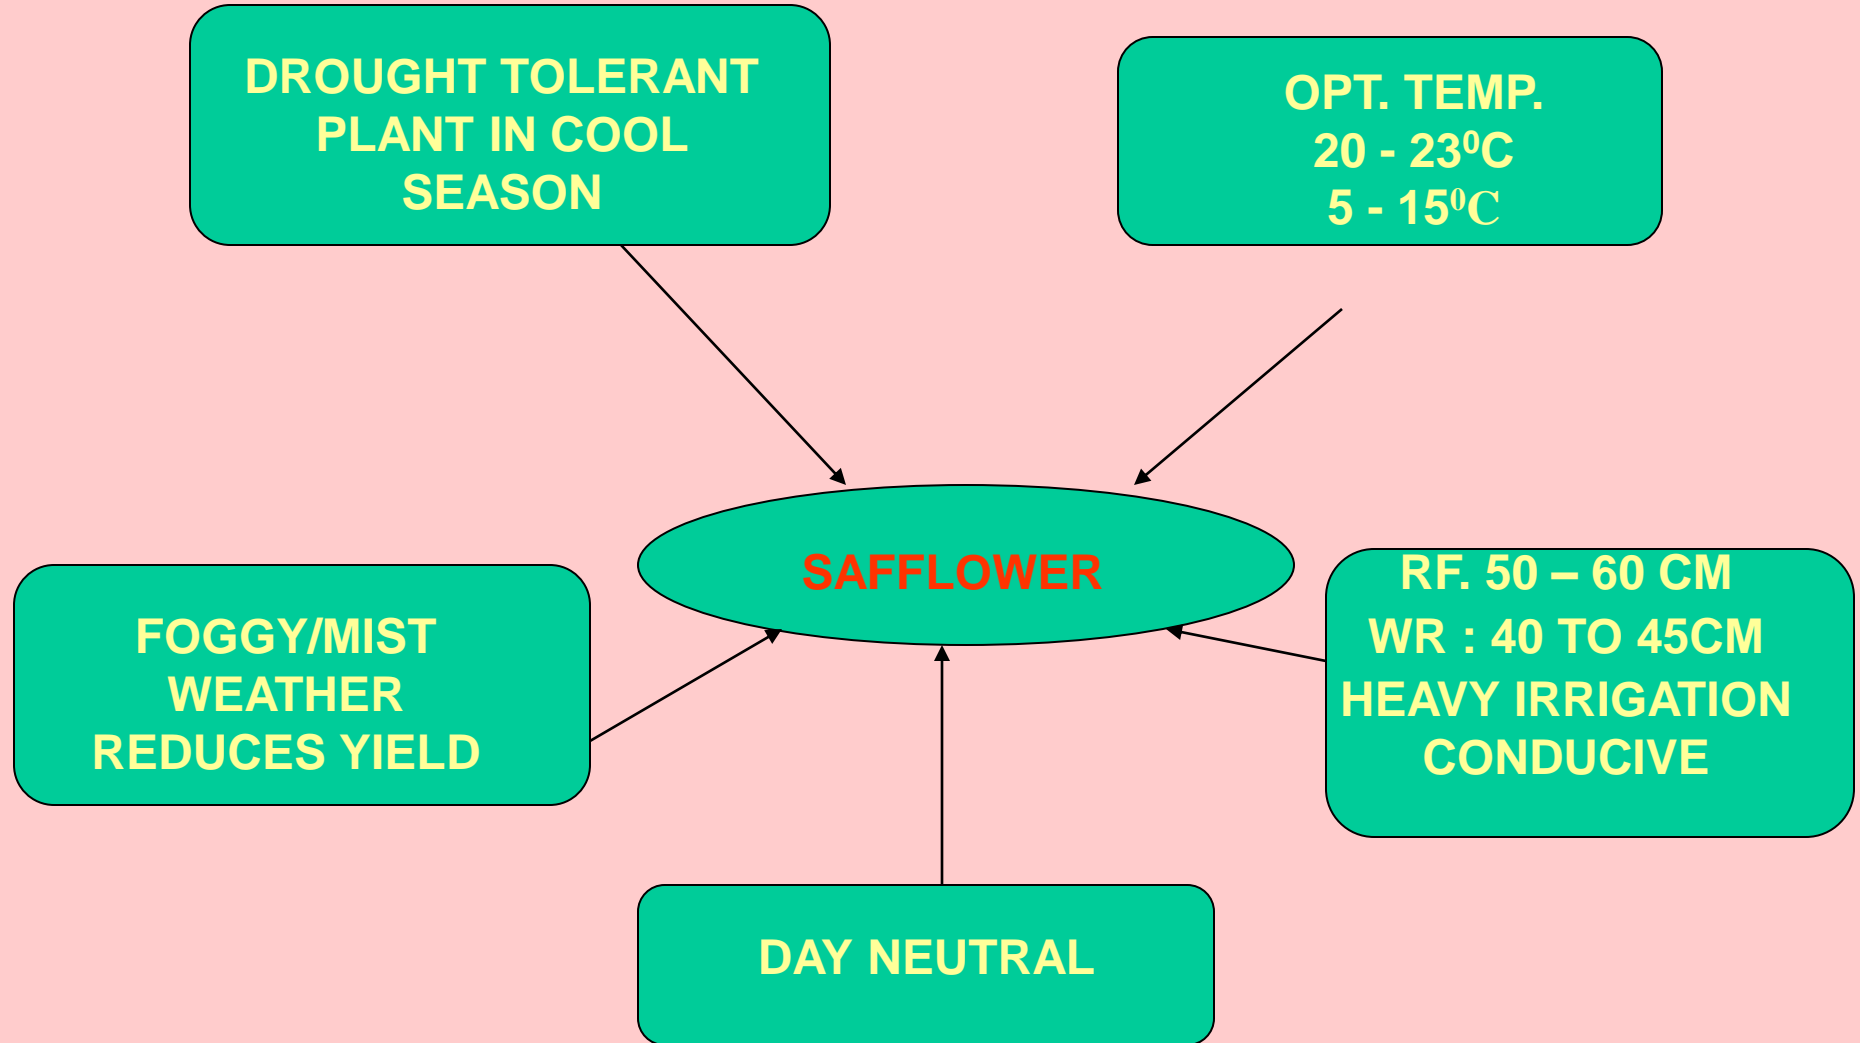 DROUGHT TOLERANT
PLANT IN COOL
SEASON
OPT. TEMP.
20 - 23⁰C
5 - 15⁰C
SAFFLOWER
FOGGY/MIST
WEATHER
REDUCES YIELD
RF. 50 – 60 CM
WR : 40 TO 45CM
HEAVY IRRIGATION
CONDUCIVE
DAY NEUTRAL